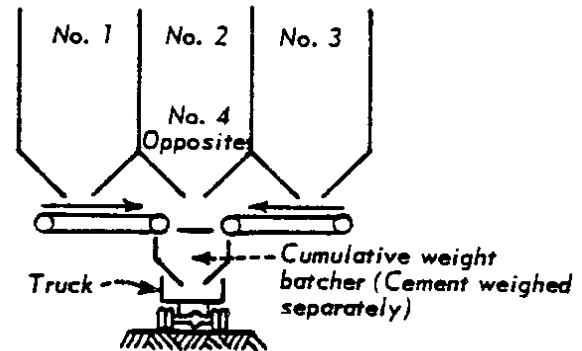 No. 1
No. 2
No. 3
No. 4
Opposite
Cumulative weight
batcher (Cement weighed
separately)
Truck